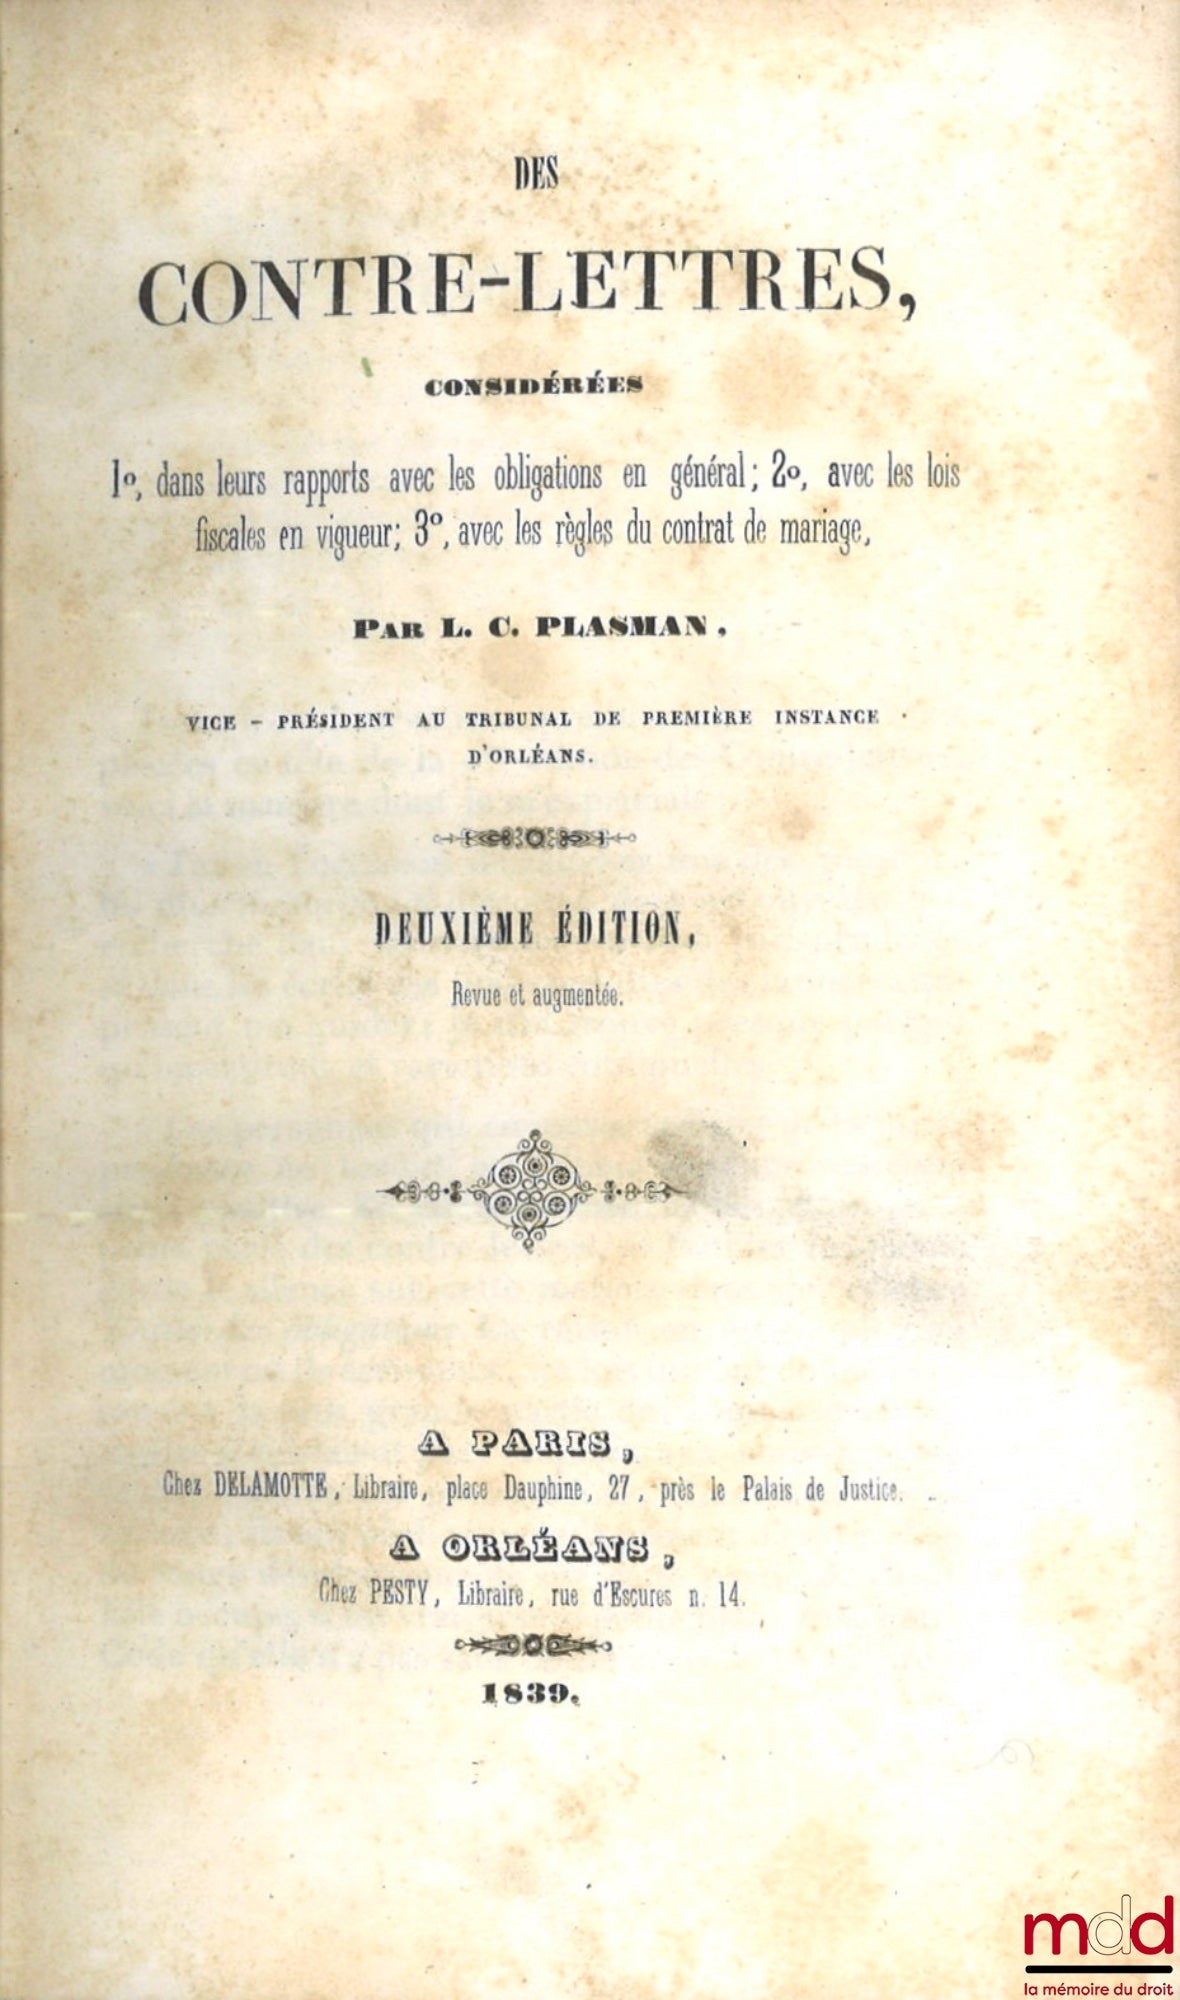 DES
CONTRE-LETTRES,
CONSIDÉRÉES
1o, dans leurs rapports avec les obligations en général; 2o, avec les lois
fiscales en vigueur; 3o, avec les règles du contrat de mariage,
PAR L. C. PLASMAN,
VICE-PRÉSIDENT AU TRIBUNAL DE PREMIÈRE INSTANCE
D'ORLÉANS.
DEUXIÈME ÉDITION,
Revue et augmentée.
A PARIS,
Chez DELAMOTTE, Libraire, place Dauphine, 27, près le Palais de Justice.
A ORLÉANS,
Chez PESTY, Libraire, rue d'Escures n. 14.
1839.
mdd
la mémoire du droit